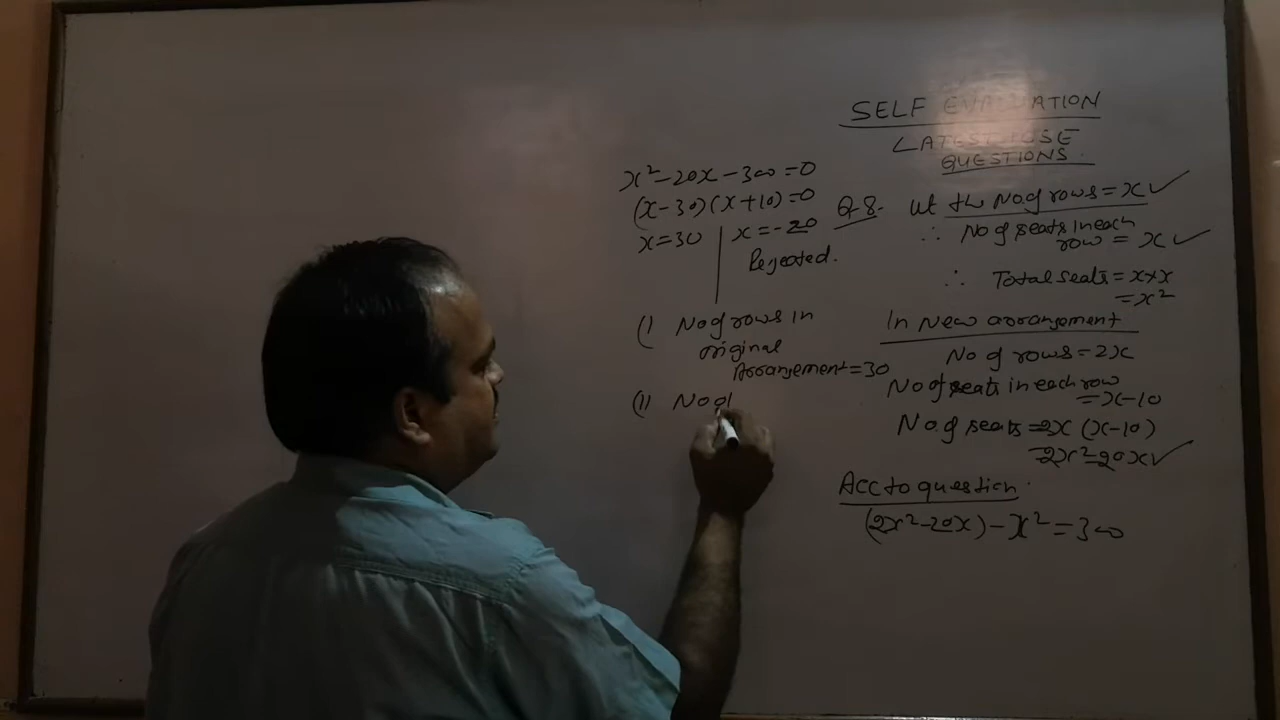 SELF EVALUATION
LATEST ICSE
QUESTIONS.
Q 8. Let the No of rows = x ✓
∴ No of seats in each
row = x ✓
∴ Total seats = x × x
= x²
In New arrangement
No of rows = 2x
No of seats in each row
= x-10
No of seats = 2x (x-10)
= 2x²-20x ✓
Acc to question.
(2x²-20x) - x² = 300
x²-20x-300=0
(x-30)(x+10)=0
x=30 | x=-20
Rejected.
(I No of rows in
original
Arrangement=30
(II No of